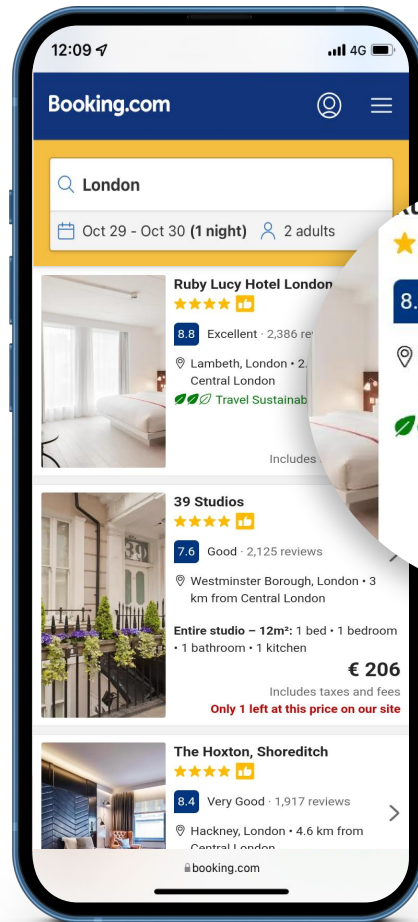 12:09
4G
Booking.com
London
Oct 29 - Oct 30 (1 night) 2 adults
Ruby Lucy Hotel London
8.8 Excellent · 2,386
Lambeth, London •
Central London
Travel
Includes
8.
39 Studios
7.6 Good · 2,125 reviews
Westminster Borough, London • 3
km from Central London
Entire studio – 12m²: 1 bed • 1 bedroom
• 1 bathroom • 1 kitchen
€ 206
Includes taxes and fees
Only 1 left at this price on our site
39
The Hoxton, Shoreditch
8.4 Very Good · 1,917 reviews
Hackney, London • 4.6 km from
Central London
booking.com